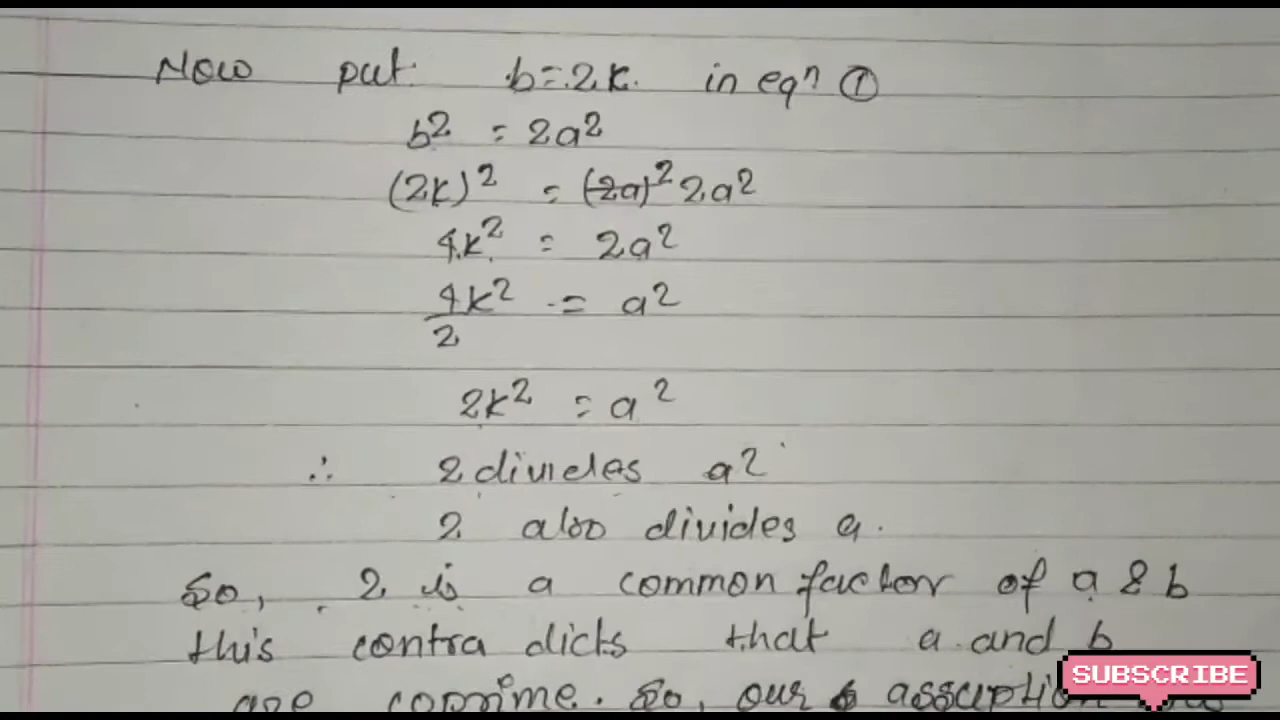 Now put b=2k in eqn ①
b² = 2a²
(2k)² = (2a)² 2a²
4k² = 2a²
4k²/2 = a²
2k² = a²
∴ 2 divides a²
2 also divides a.
So, 2 is a common factor of a & b
this contra dicts that a and b
are coprime. So, our
SUBSCRIBE